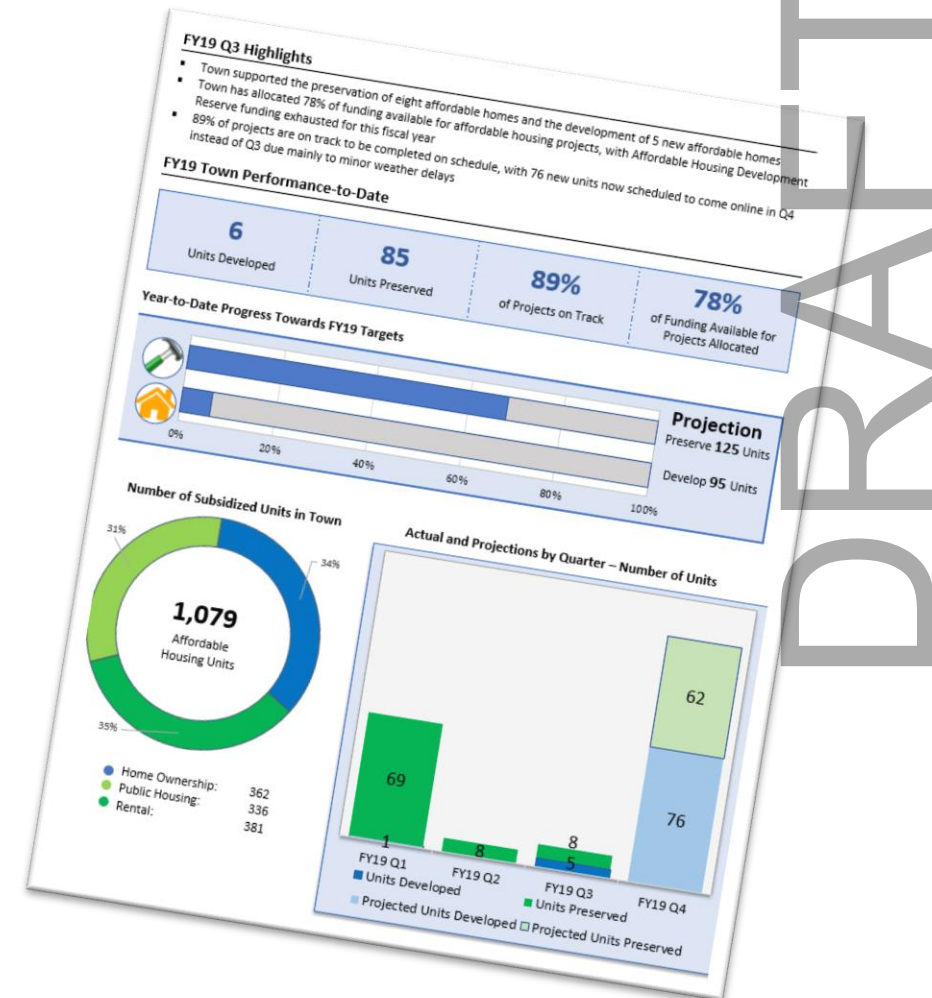 FY19 Q3 Highlights
▪ Town supported the preservation of eight affordable homes and the development of 5 new affordable homes
▪ Town has allocated 78% of funding available for affordable housing projects, with Affordable Housing Development
Reserve funding exhausted for this fiscal year
▪ 89% of projects are on track to be completed on schedule, with 76 new units now scheduled to come online in Q4
instead of Q3 due mainly to minor weather delays
FY19 Town Performance-to-Date
6
Units Developed
85
Units Preserved
89%
of Projects on Track
78%
of Funding Available for
Projects Allocated
Year-to-Date Progress Towards FY19 Targets
Projection
Preserve 125 Units
Develop 95 Units
0%
20%
40%
60%
80%
100%
Number of Subsidized Units in Town
31%
34%
1,079
Affordable
Housing Units
35%
Home Ownership: 362
Public Housing: 336
Rental: 381
Actual and Projections by Quarter – Number of Units
62
69
76
1
8
8
5
FY19 Q1
FY19 Q2
FY19 Q3
FY19 Q4
Units Developed
Units Preserved
Projected Units Developed
Projected Units Preserved
DRAFT